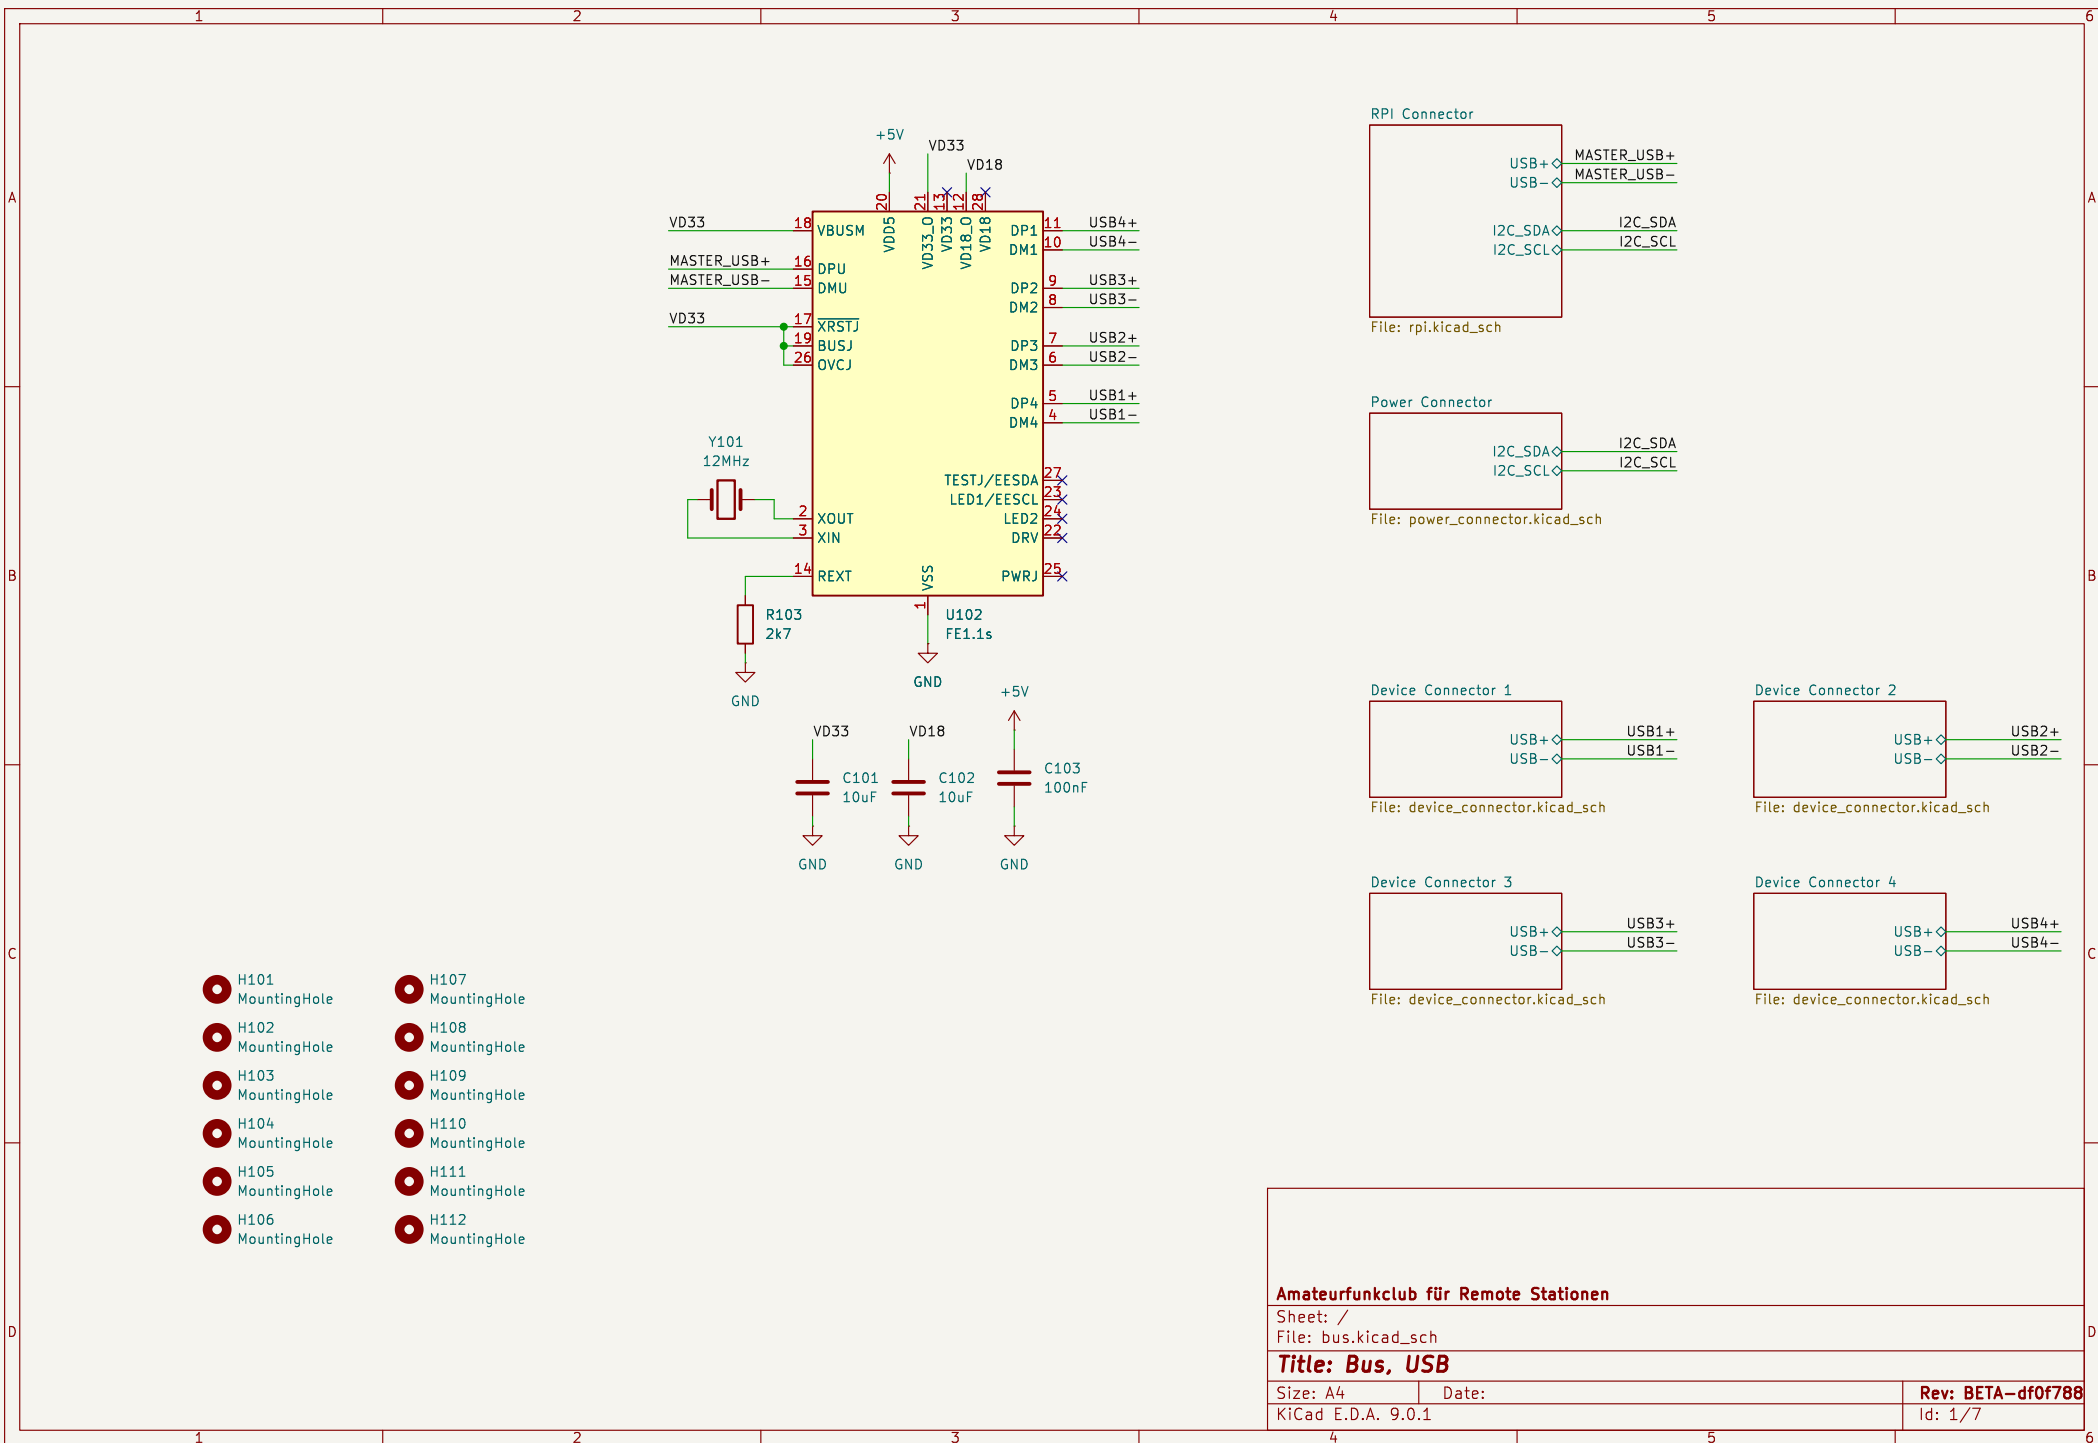 1 2 3 4 5 6
A
B
C
D
A
B
C
D
1 2 3 4 5 6
+5V
VD33
VD18
20 21 13 12 28
VDD5 VD33_O VD33 VD18_O VD18
VD33 18 VBUSM
MASTER_USB+ 16 DPU
MASTER_USB- 15 DMU
VD33 17 XRSTJ
19 BUSJ
26 OVCJ
Y101
12MHz
2 XOUT
3 XIN
14 REXT
R103
2k7
GND
DP1 11 USB4+
DM1 10 USB4-
DP2 9 USB3+
DM2 8 USB3-
DP3 7 USB2+
DM3 6 USB2-
DP4 5 USB1+
DM4 4 USB1-
TESTJ/EESDA 27
LED1/EESCL 23
LED2 24
DRV 22
PWRJ 25
VSS
1
U102
FE1.1s
GND
VD33
C101
10uF
GND
VD18
C102
10uF
GND
+5V
C103
100nF
GND
RPI Connector
USB+ MASTER_USB+
USB- MASTER_USB-
I2C_SDA I2C_SDA
I2C_SCL I2C_SCL
File: rpi.kicad_sch
Power Connector
I2C_SDA I2C_SDA
I2C_SCL I2C_SCL
File: power_connector.kicad_sch
Device Connector 1
USB+ USB1+
USB- USB1-
File: device_connector.kicad_sch
Device Connector 2
USB+ USB2+
USB- USB2-
File: device_connector.kicad_sch
Device Connector 3
USB+ USB3+
USB- USB3-
File: device_connector.kicad_sch
Device Connector 4
USB+ USB4+
USB- USB4-
File: device_connector.kicad_sch
H101
MountingHole
H102
MountingHole
H103
MountingHole
H104
MountingHole
H105
MountingHole
H106
MountingHole
H107
MountingHole
H108
MountingHole
H109
MountingHole
H110
MountingHole
H111
MountingHole
H112
MountingHole
Amateurfunkclub für Remote Stationen
Sheet: /
File: bus.kicad_sch
Title: Bus, USB
Size: A4 Date: Rev: BETA-df0f788
KiCad E.D.A. 9.0.1 Id: 1/7